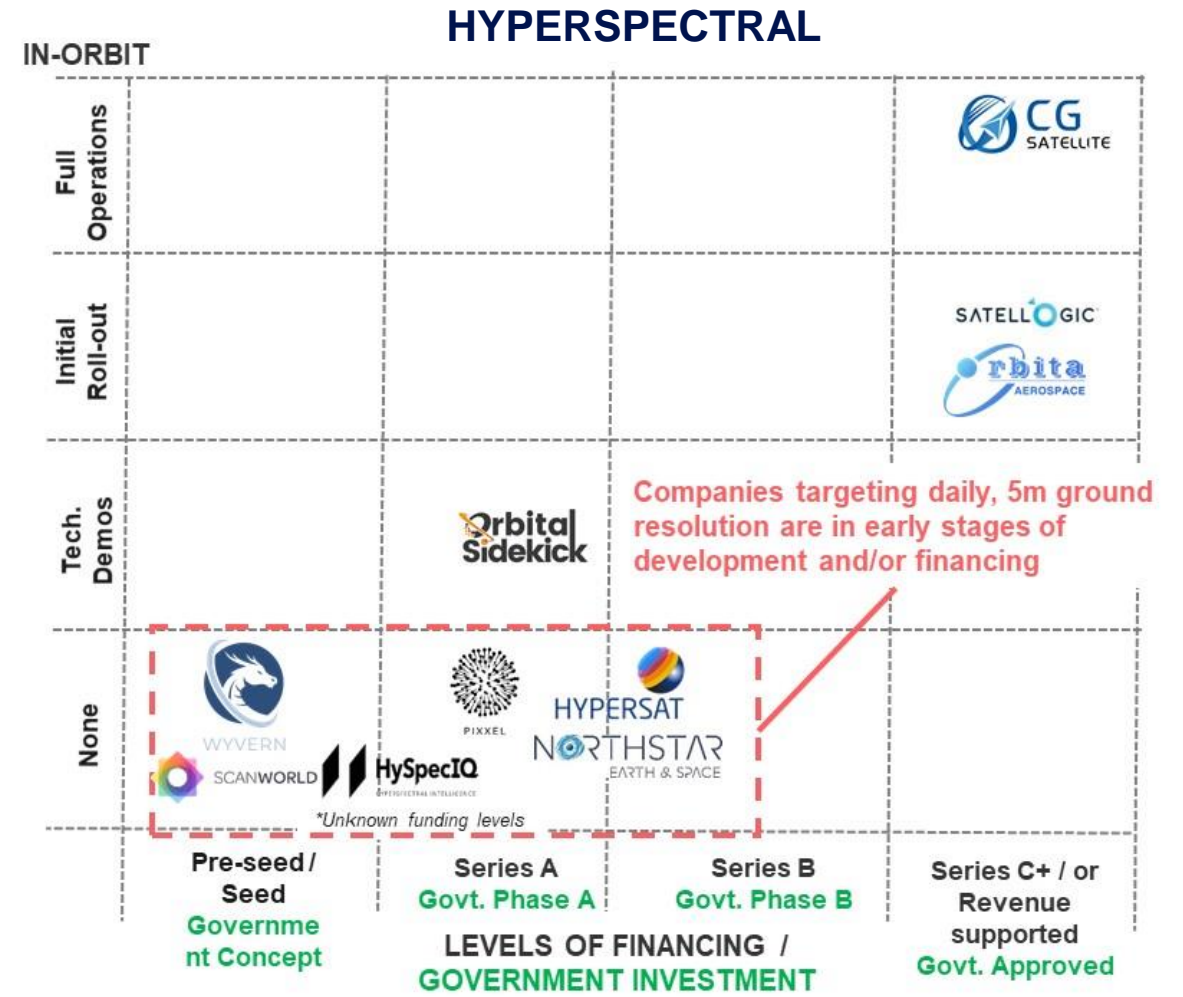 HYPERSPECTRAL
IN-ORBIT
Full
Operations
CG
SATELLITE
Initial
Roll-out
SATELLOGIC
Orbita
AEROSPACE
Tech.
Demos
Orbital
Sidekick
Companies targeting daily, 5m ground
resolution are in early stages of
development and/or financing
None
WYVERN
SCANWORLD
HySpecIQ
HYPERSPECTRAL INTELLIGENCE
*Unknown funding levels
PIXXEL
HYPERSAT
NORTHSTAR
EARTH & SPACE
Pre-seed /
Seed
Governme
nt Concept
Series A
Govt. Phase A
Series B
Govt. Phase B
Series C+ / or
Revenue
supported
Govt. Approved
LEVELS OF FINANCING /
GOVERNMENT INVESTMENT